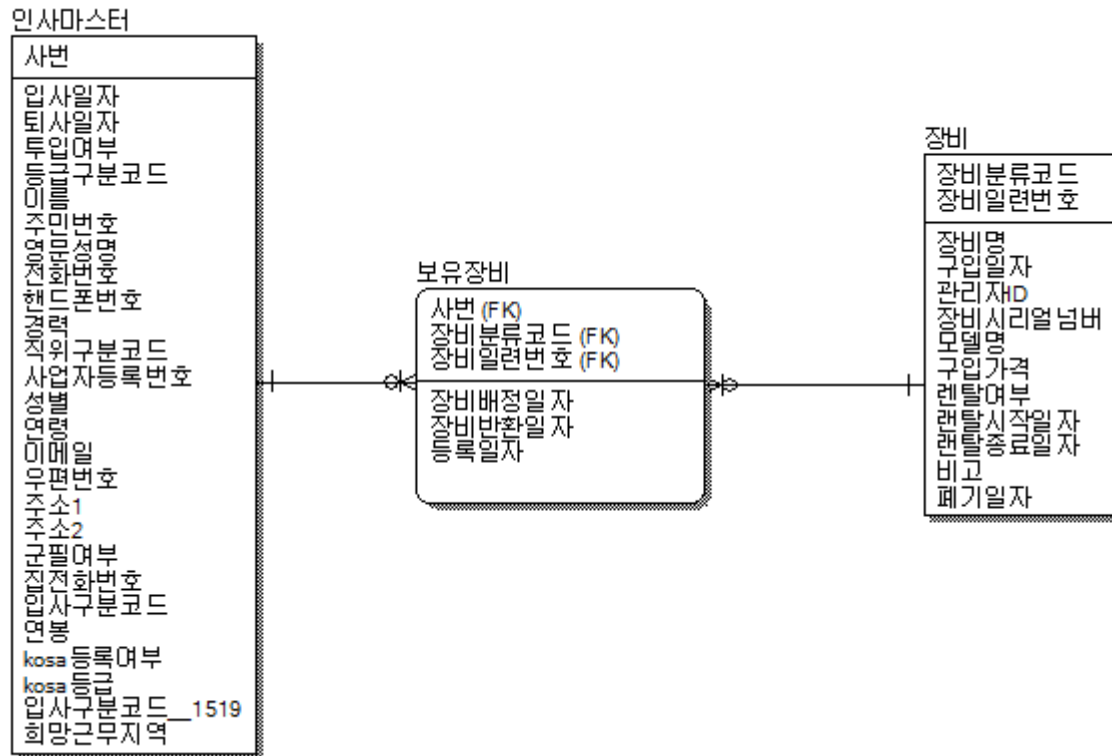 인사마스터
사번
입사일자
퇴사일자
투입여부
등급구분코드
이름
주민번호
영문성명
전화번호
핸드폰번호
경력
직위구분코드
사업자등록번호
성별
연령
이메일
우편번호
주소1
주소2
군필여부
집전화번호
입사구분코드
연봉
kosa등록여부
kosa등급
입사구분코드__1519
희망근무지역
보유장비
사번 (FK)
장비분류코드 (FK)
장비일련번호 (FK)
장비배정일자
장비반환일자
등록일자
장비
장비분류코드
장비일련번호
장비명
구입일자
관리자ID
장비시리얼넘버
모델명
구입가격
렌탈여부
랜탈시작일자
랜탈종료일자
비고
폐기일자